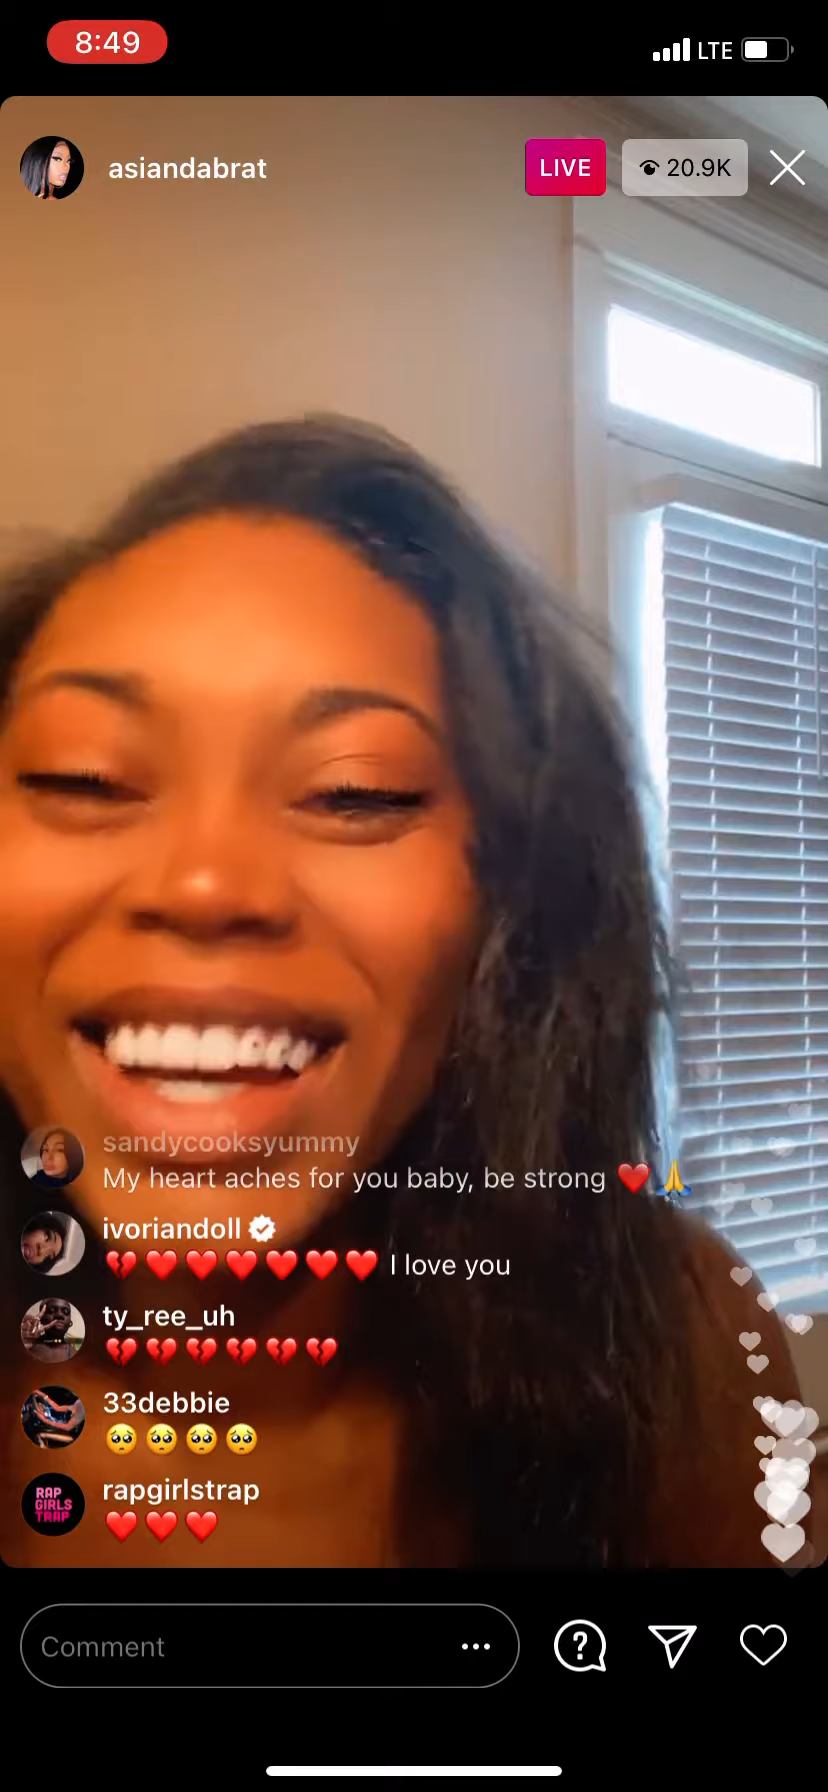 8:49
LTE
asiandabrat
LIVE
20.9K
sandycooksyummy
My heart aches for you baby, be strong ❤️ 🙏
ivoriandoll
💔❤️❤️❤️❤️❤️❤️ I love you
ty_ree_uh
💔💔💔💔💔💔
33debbie
🥺🥺🥺🥺
RAP
GIRLS
TRAP
rapgirlstrap
❤️❤️❤️
Comment